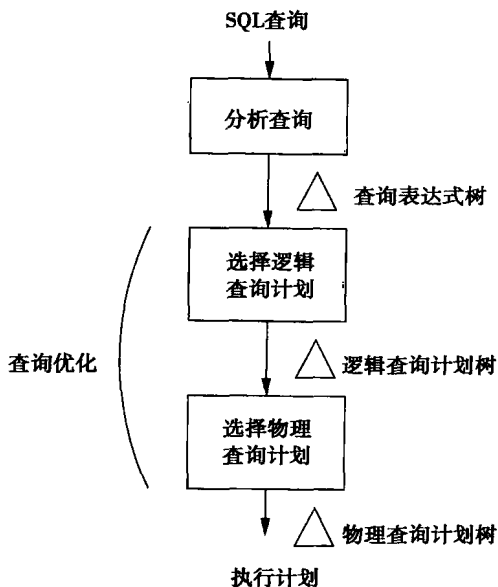 SQL查询
分析查询
查询表达式树
选择逻辑
查询计划
查询优化
逻辑查询计划树
选择物理
查询计划
物理查询计划树
执行计划